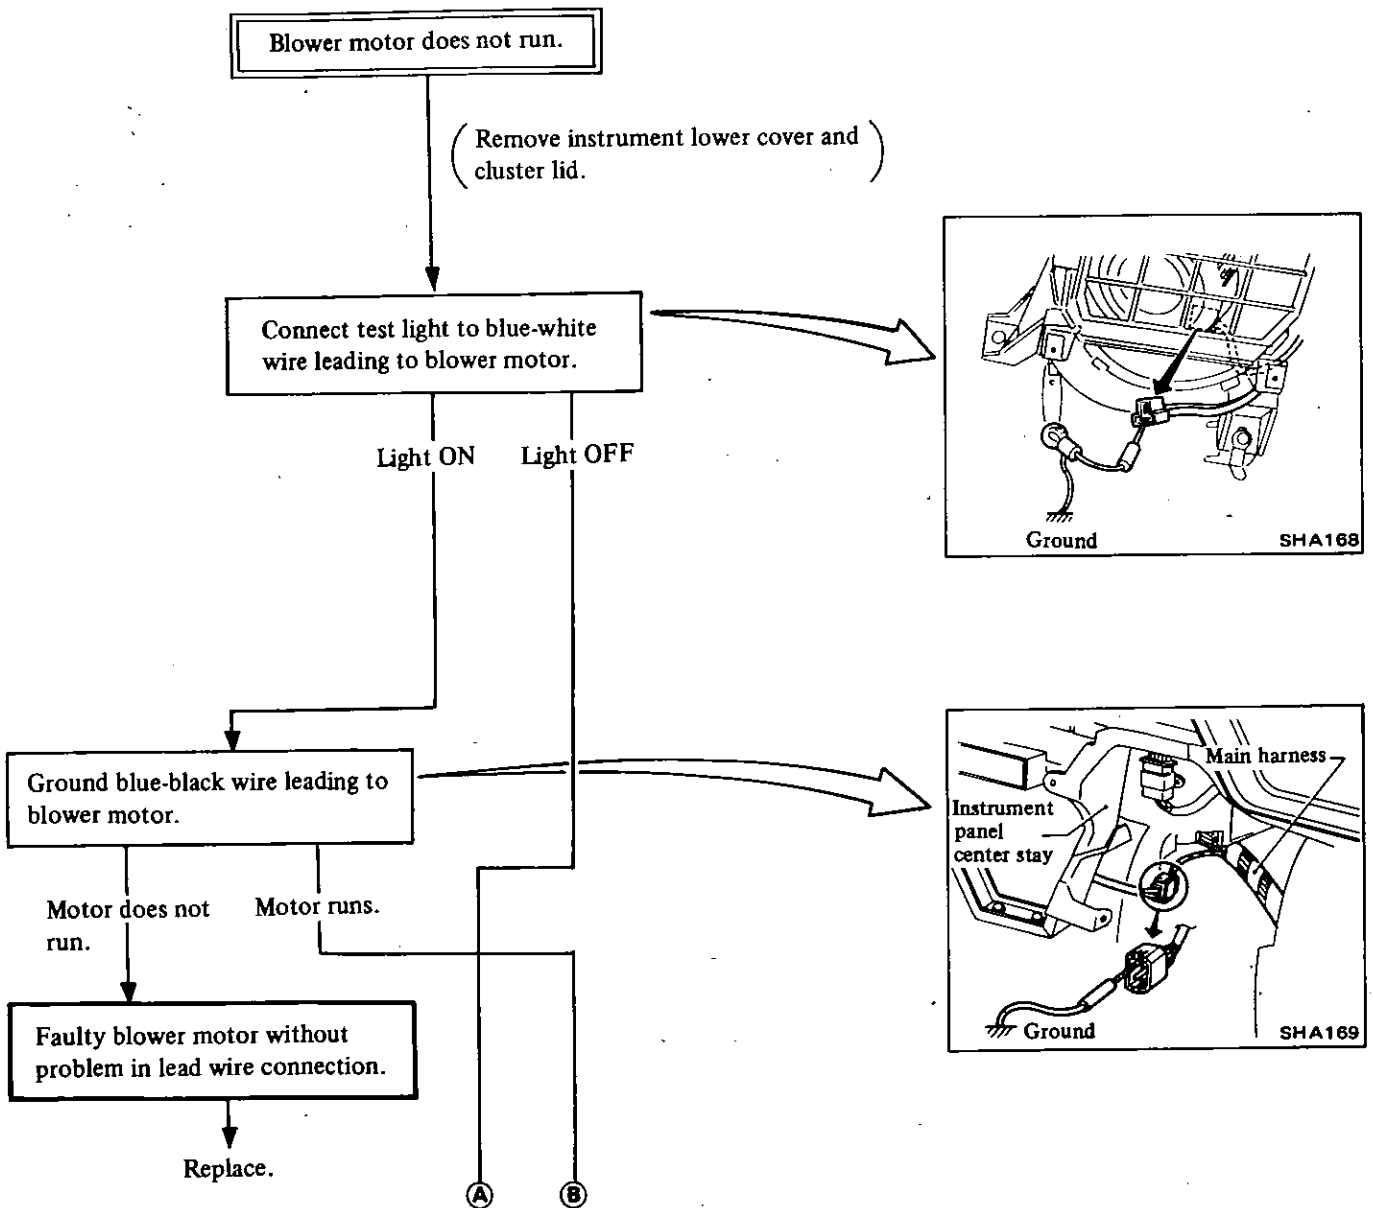 Blower motor does not run.
Remove instrument lower cover and
cluster lid.
Connect test light to blue-white
wire leading to blower motor.
Light ON
Light OFF
Ground
SHA168
Ground blue-black wire leading to
blower motor.
Motor does not
run.
Motor runs.
Main harness
Instrument
panel
center stay
Ground
SHA169
Faulty blower motor without
problem in lead wire connection.
Replace.
A
B